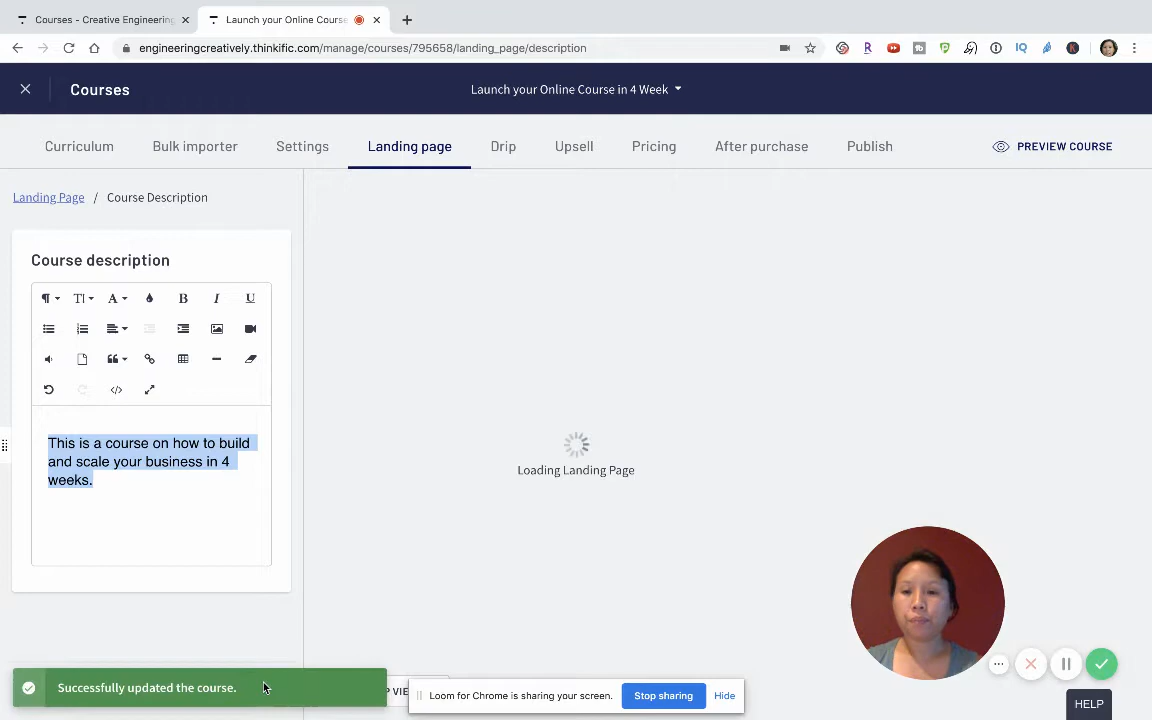 Courses - Creative Engineering
Launch your Online Course
engineeringcreatively.thinkific.com/manage/courses/795658/landing_page/description
Courses
Launch your Online Course in 4 Week
Curriculum
Bulk importer
Settings
Landing page
Drip
Upsell
Pricing
After purchase
Publish
PREVIEW COURSE
Landing Page / Course Description
Course description
This is a course on how to build
and scale your business in 4
weeks.
Loading Landing Page
Successfully updated the course.
Loom for Chrome is sharing your screen.
Stop sharing
Hide
HELP